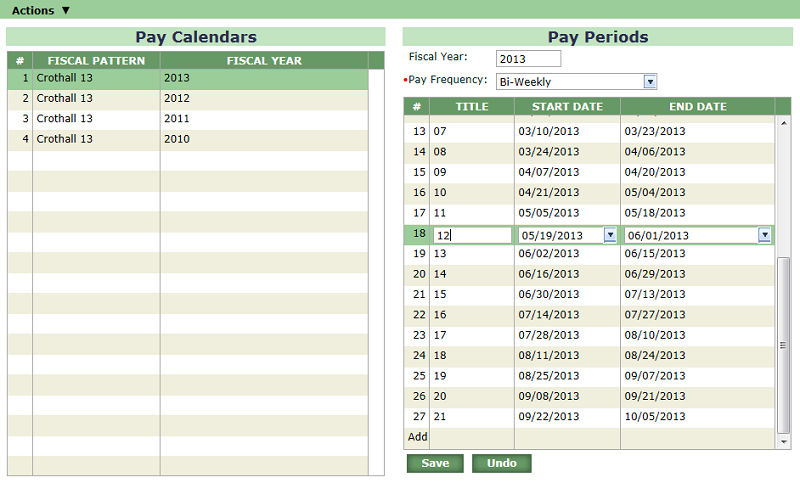 Actions ▼
Pay Calendars
# FISCAL PATTERN FISCAL YEAR
1 Crothall 13 2013
2 Crothall 13 2012
3 Crothall 13 2011
4 Crothall 13 2010
Pay Periods
Fiscal Year: 2013
•Pay Frequency: Bi-Weekly
# TITLE START DATE END DATE
13 07 03/10/2013 03/23/2013
14 08 03/24/2013 04/06/2013
15 09 04/07/2013 04/20/2013
16 10 04/21/2013 05/04/2013
17 11 05/05/2013 05/18/2013
18 12 05/19/2013 06/01/2013
19 13 06/02/2013 06/15/2013
20 14 06/16/2013 06/29/2013
21 15 06/30/2013 07/13/2013
22 16 07/14/2013 07/27/2013
23 17 07/28/2013 08/10/2013
24 18 08/11/2013 08/24/2013
25 19 08/25/2013 09/07/2013
26 20 09/08/2013 09/21/2013
27 21 09/22/2013 10/05/2013
Add
Save Undo